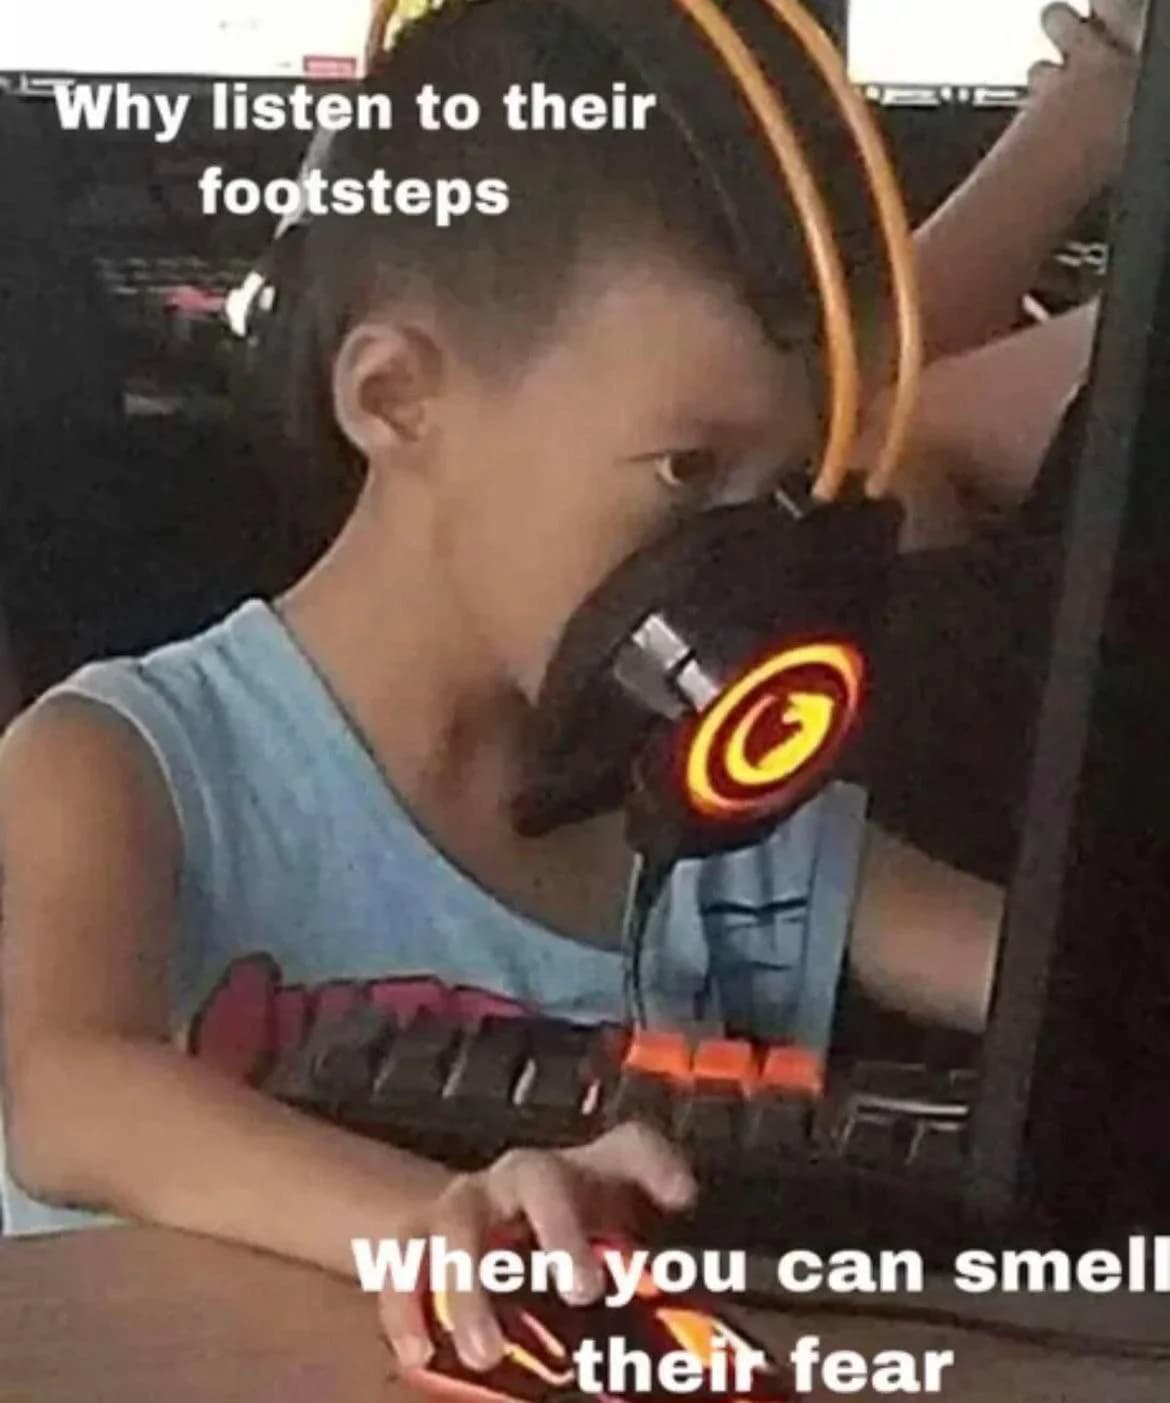 Why listen to their
footsteps
When you can smell
their fear